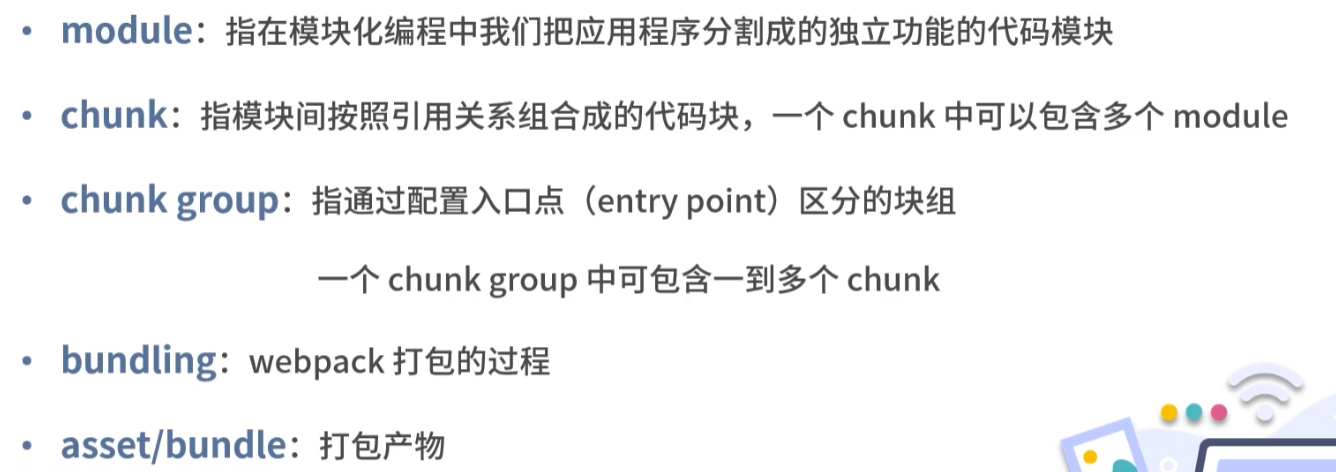 • module：指在模块化编程中我们把应用程序分割成的独立功能的代码模块
• chunk：指模块间按照引用关系组合成的代码块，一个 chunk 中可以包含多个 module
• chunk group：指通过配置入口点（entry point）区分的块组
一个 chunk group 中可包含一到多个 chunk
• bundling：webpack 打包的过程
• asset/bundle：打包产物